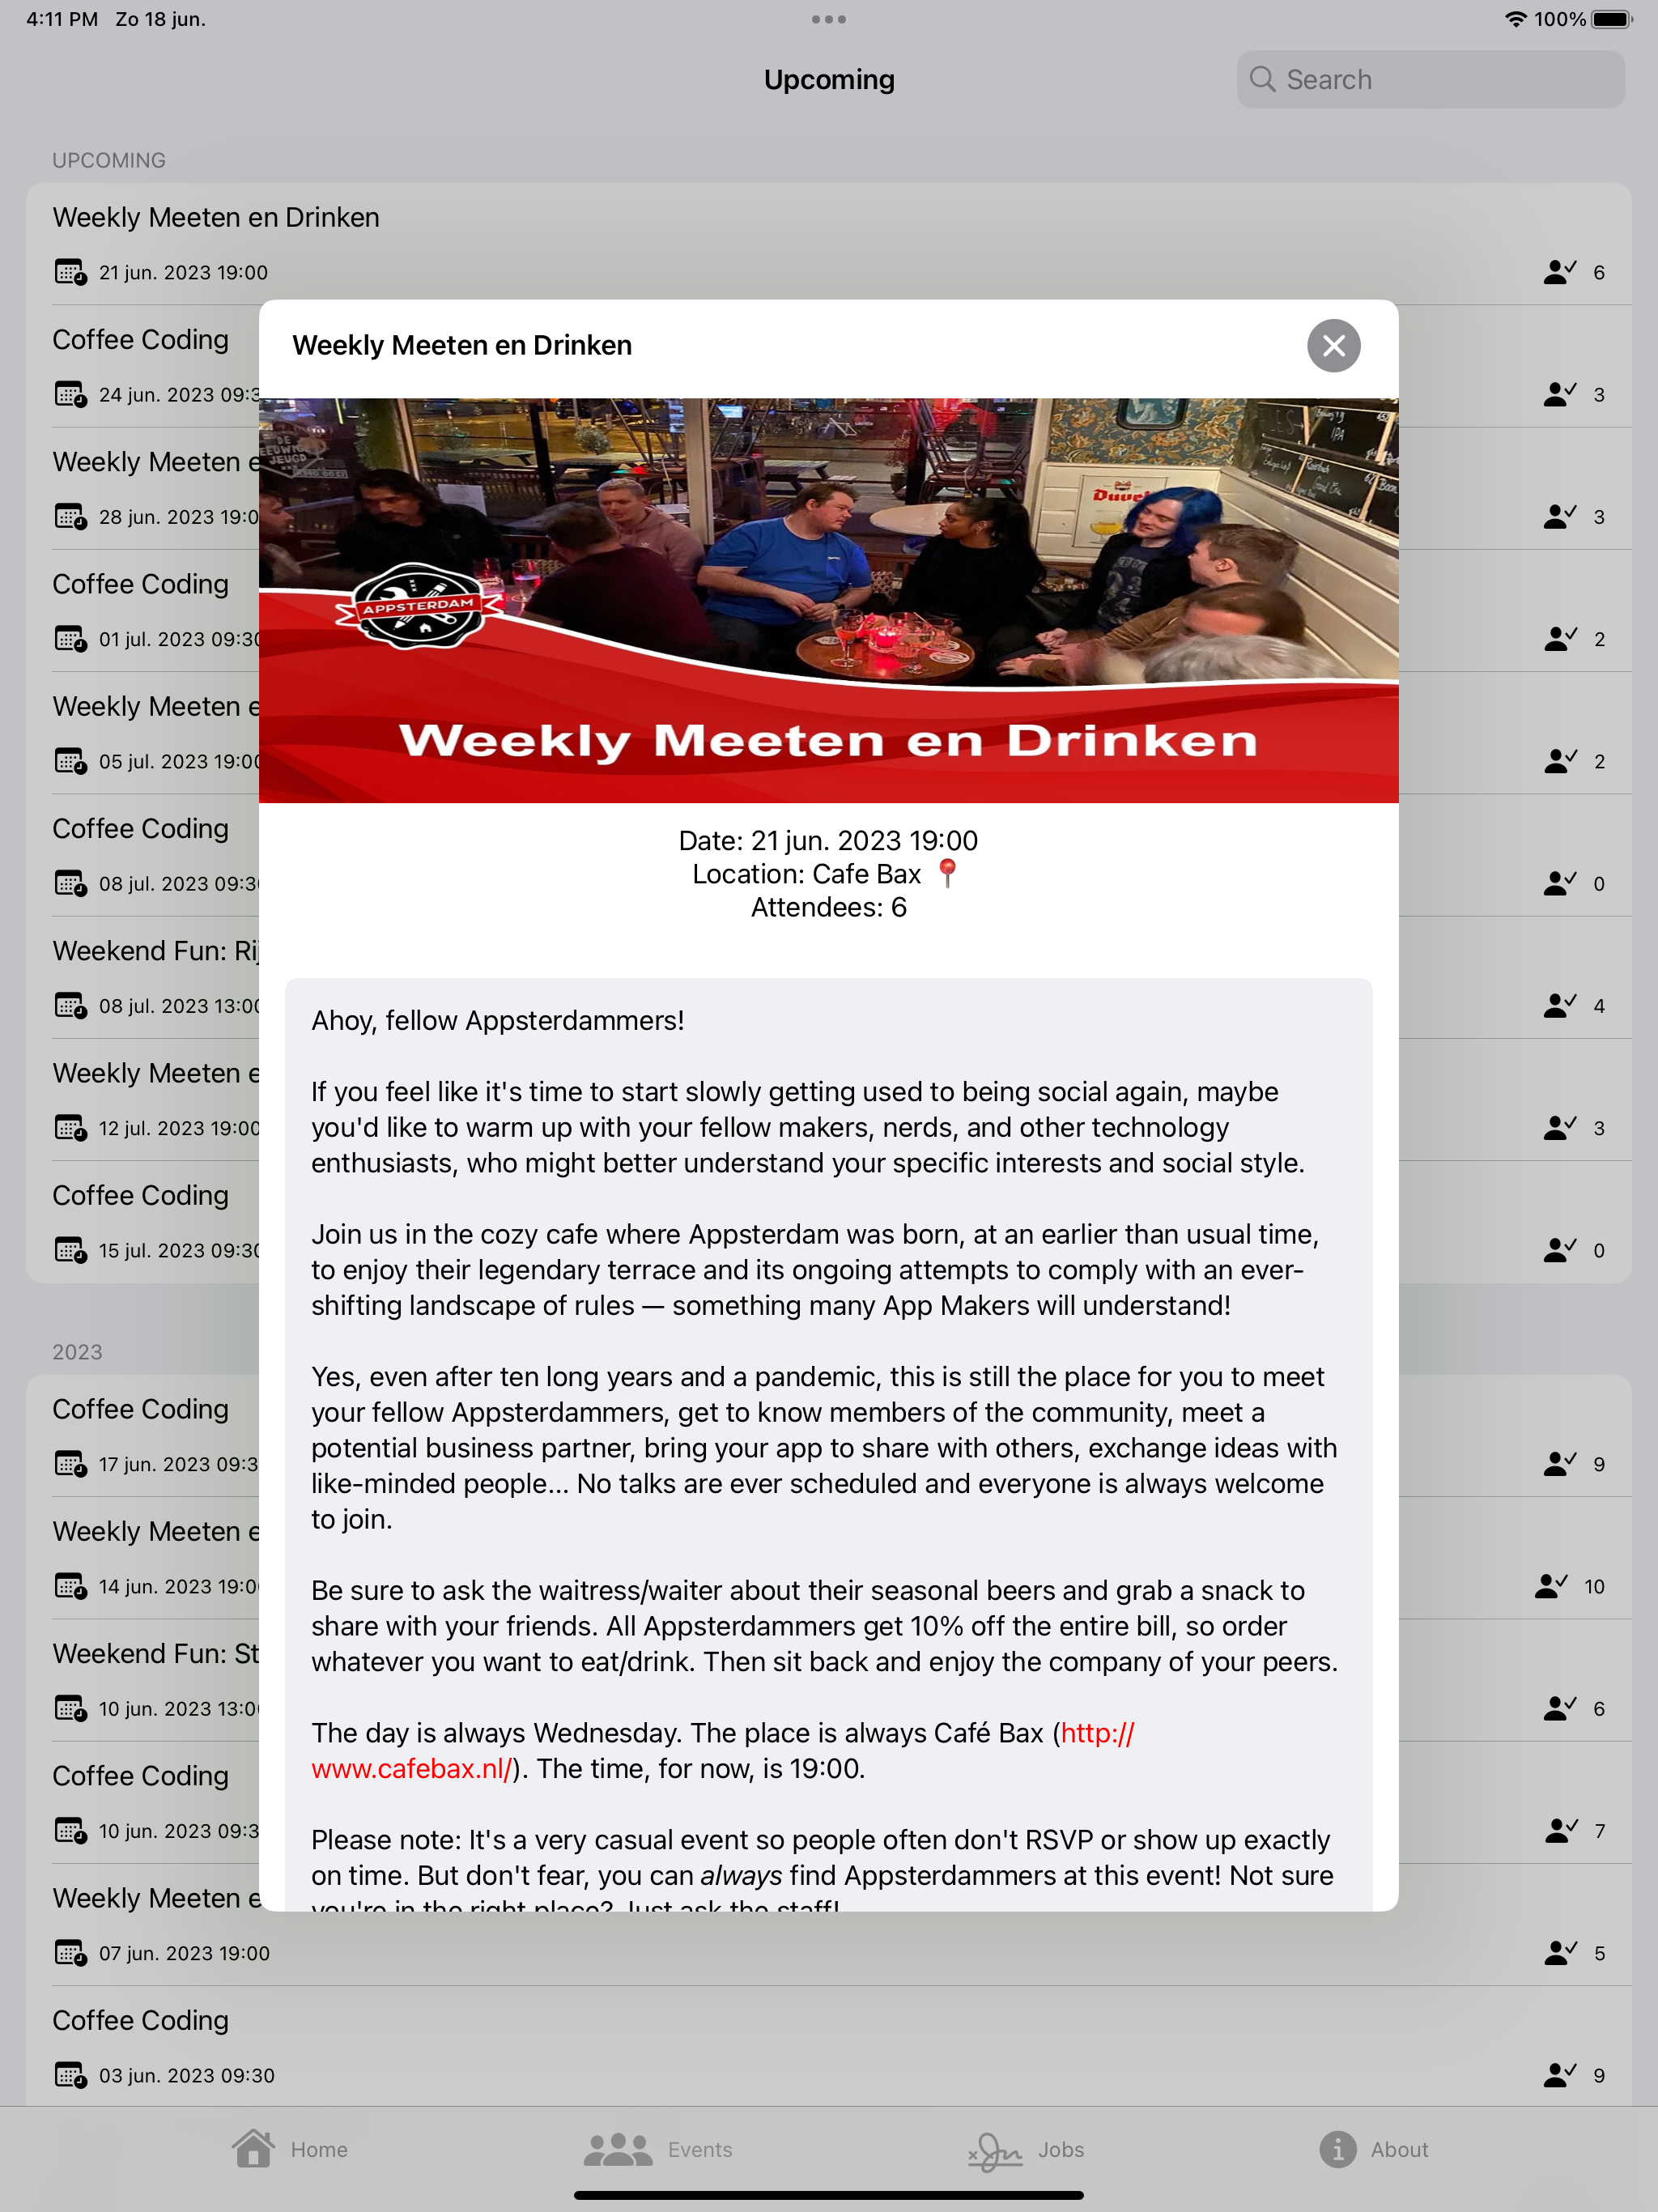 4:11 PM Zo 18 jun.
100%
Upcoming
Search
UPCOMING
Weekly Meeten en Drinken
21 jun. 2023 19:00
6
Coffee Coding
24 jun. 2023 09:3
3
Weekly Meeten e
28 jun. 2023 19:0
3
Coffee Coding
01 jul. 2023 09:30
2
Weekly Meeten e
05 jul. 2023 19:00
2
Coffee Coding
08 jul. 2023 09:30
0
Weekend Fun: Rij
08 jul. 2023 13:00
4
Weekly Meeten e
12 jul. 2023 19:00
3
Coffee Coding
15 jul. 2023 09:30
0
2023
Coffee Coding
17 jun. 2023 09:3
9
Weekly Meeten e
14 jun. 2023 19:0
10
Weekend Fun: St
10 jun. 2023 13:0
6
Coffee Coding
10 jun. 2023 09:3
7
Weekly Meeten e
07 jun. 2023 19:00
5
Coffee Coding
03 jun. 2023 09:30
9
Weekly Meeten en Drinken
DE
JEUGD
Duvel
IPA
APPSTERDAM
Weekly Meeten en Drinken
Date: 21 jun. 2023 19:00
Location: Cafe Bax
Attendees: 6
Ahoy, fellow Appsterdammers!
If you feel like it's time to start slowly getting used to being social again, maybe
you'd like to warm up with your fellow makers, nerds, and other technology
enthusiasts, who might better understand your specific interests and social style.
Join us in the cozy cafe where Appsterdam was born, at an earlier than usual time,
to enjoy their legendary terrace and its ongoing attempts to comply with an ever-
shifting landscape of rules — something many App Makers will understand!
Yes, even after ten long years and a pandemic, this is still the place for you to meet
your fellow Appsterdammers, get to know members of the community, meet a
potential business partner, bring your app to share with others, exchange ideas with
like-minded people... No talks are ever scheduled and everyone is always welcome
to join.
Be sure to ask the waitress/waiter about their seasonal beers and grab a snack to
share with your friends. All Appsterdammers get 10% off the entire bill, so order
whatever you want to eat/drink. Then sit back and enjoy the company of your peers.
The day is always Wednesday. The place is always Café Bax (http://
www.cafebax.nl/). The time, for now, is 19:00.
Please note: It's a very casual event so people often don't RSVP or show up exactly
on time. But don't fear, you can always find Appsterdammers at this event! Not sure
you're in the right place? Just ask the staff!
Home
Events
Jobs
About